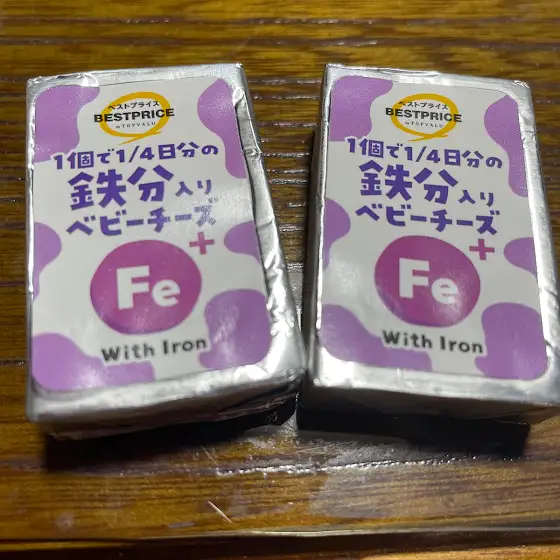 ベストプライス
BESTPRICE
by TOPVALU
1個で1/4日分の
鉄分入り
ベビーチーズ
Fe+
With Iron
ベストプライス
BESTPRICE
by TOPVALU
1個で1/4日分の
鉄分入り
ベビーチーズ
Fe+
With Iron